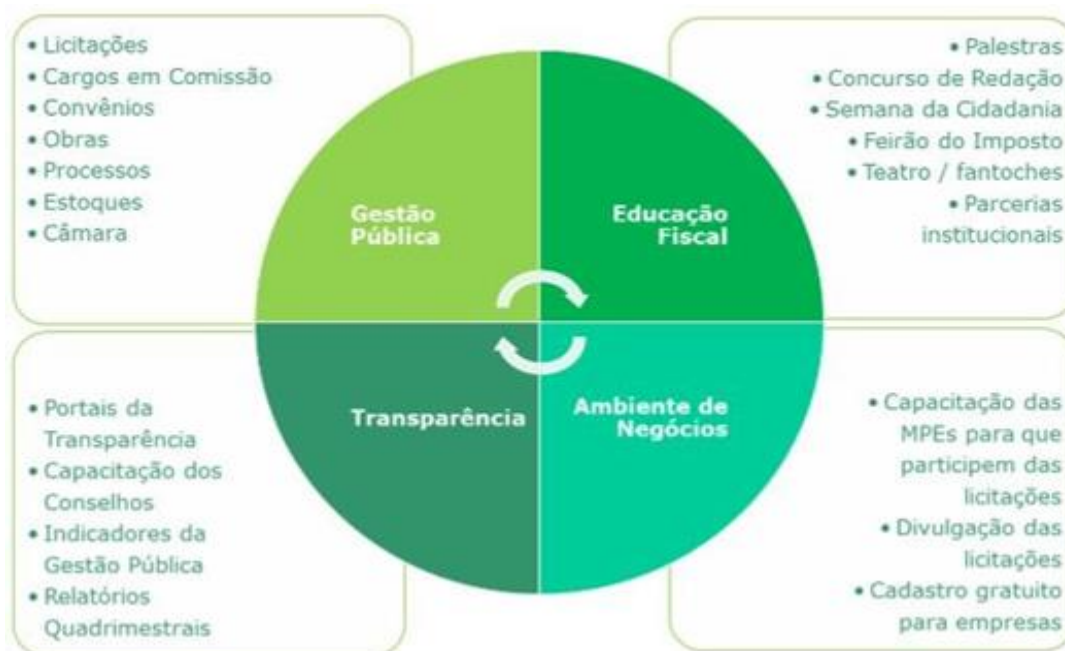 • Licitações
• Cargos em Comissão
• Convênios
• Obras
• Processos
• Estoques
• Câmara
Gestão
Pública
Educação
Fiscal
• Palestras
• Concurso de Redação
• Semana da Cidadania
• Feirão do Imposto
• Teatro / fantoches
• Parcerias
institucionais
• Portais da
Transparência
• Capacitação dos
Conselhos
• Indicadores da
Gestão Pública
• Relatórios
Quadrimestrais
Transparência
Ambiente de
Negócios
• Capacitação das
MPEs para que
participem das
licitações
• Divulgação das
licitações
• Cadastro gratuito
para empresas